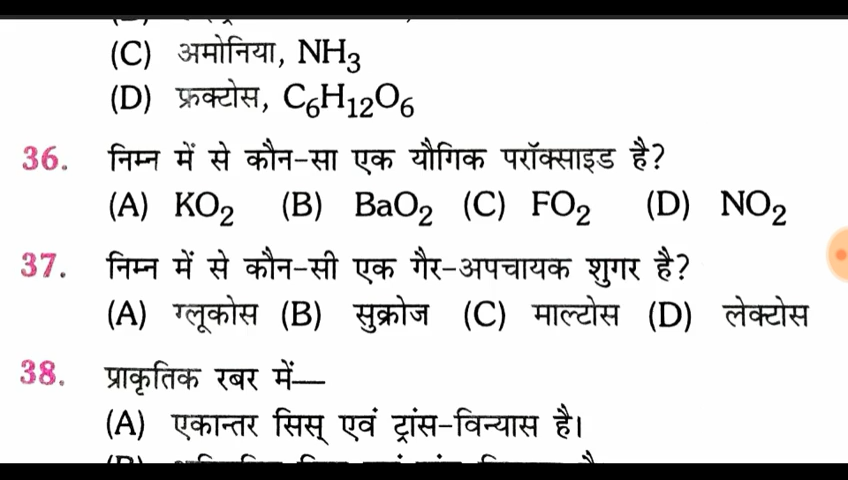 (C) अमोनिया, NH3
(D) फ्रक्टोस, C6H12O6
36. निम्न में से कौन-सा एक यौगिक परॉक्साइड है?
(A) KO2 (B) BaO2 (C) FO2 (D) NO2
37. निम्न में से कौन-सी एक गैर-अपचायक शुगर है?
(A) ग्लूकोस (B) सुक्रोज (C) माल्टोस (D) लेक्टोस
38. प्राकृतिक रबर में—
(A) एकान्तर सिस् एवं ट्रांस-विन्यास है।